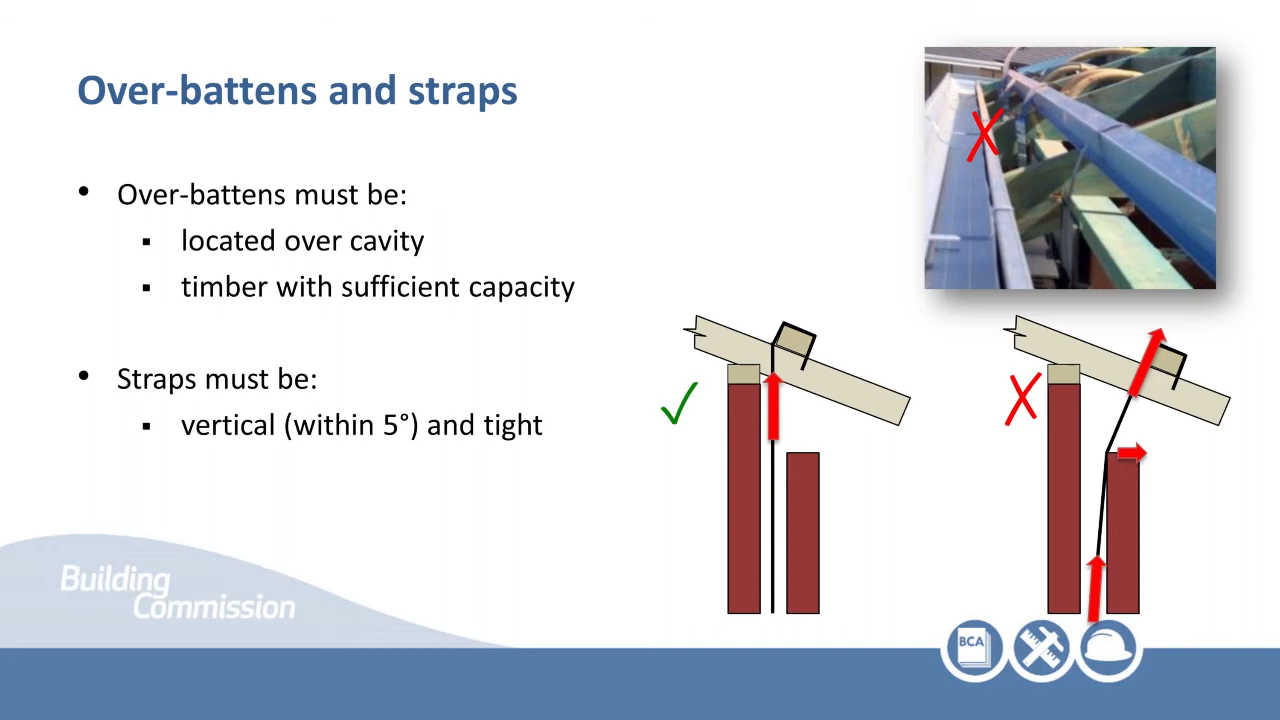 Over-battens and straps
• Over-battens must be:
▪ located over cavity
▪ timber with sufficient capacity
• Straps must be:
▪ vertical (within 5°) and tight
Building
Commission
BCA